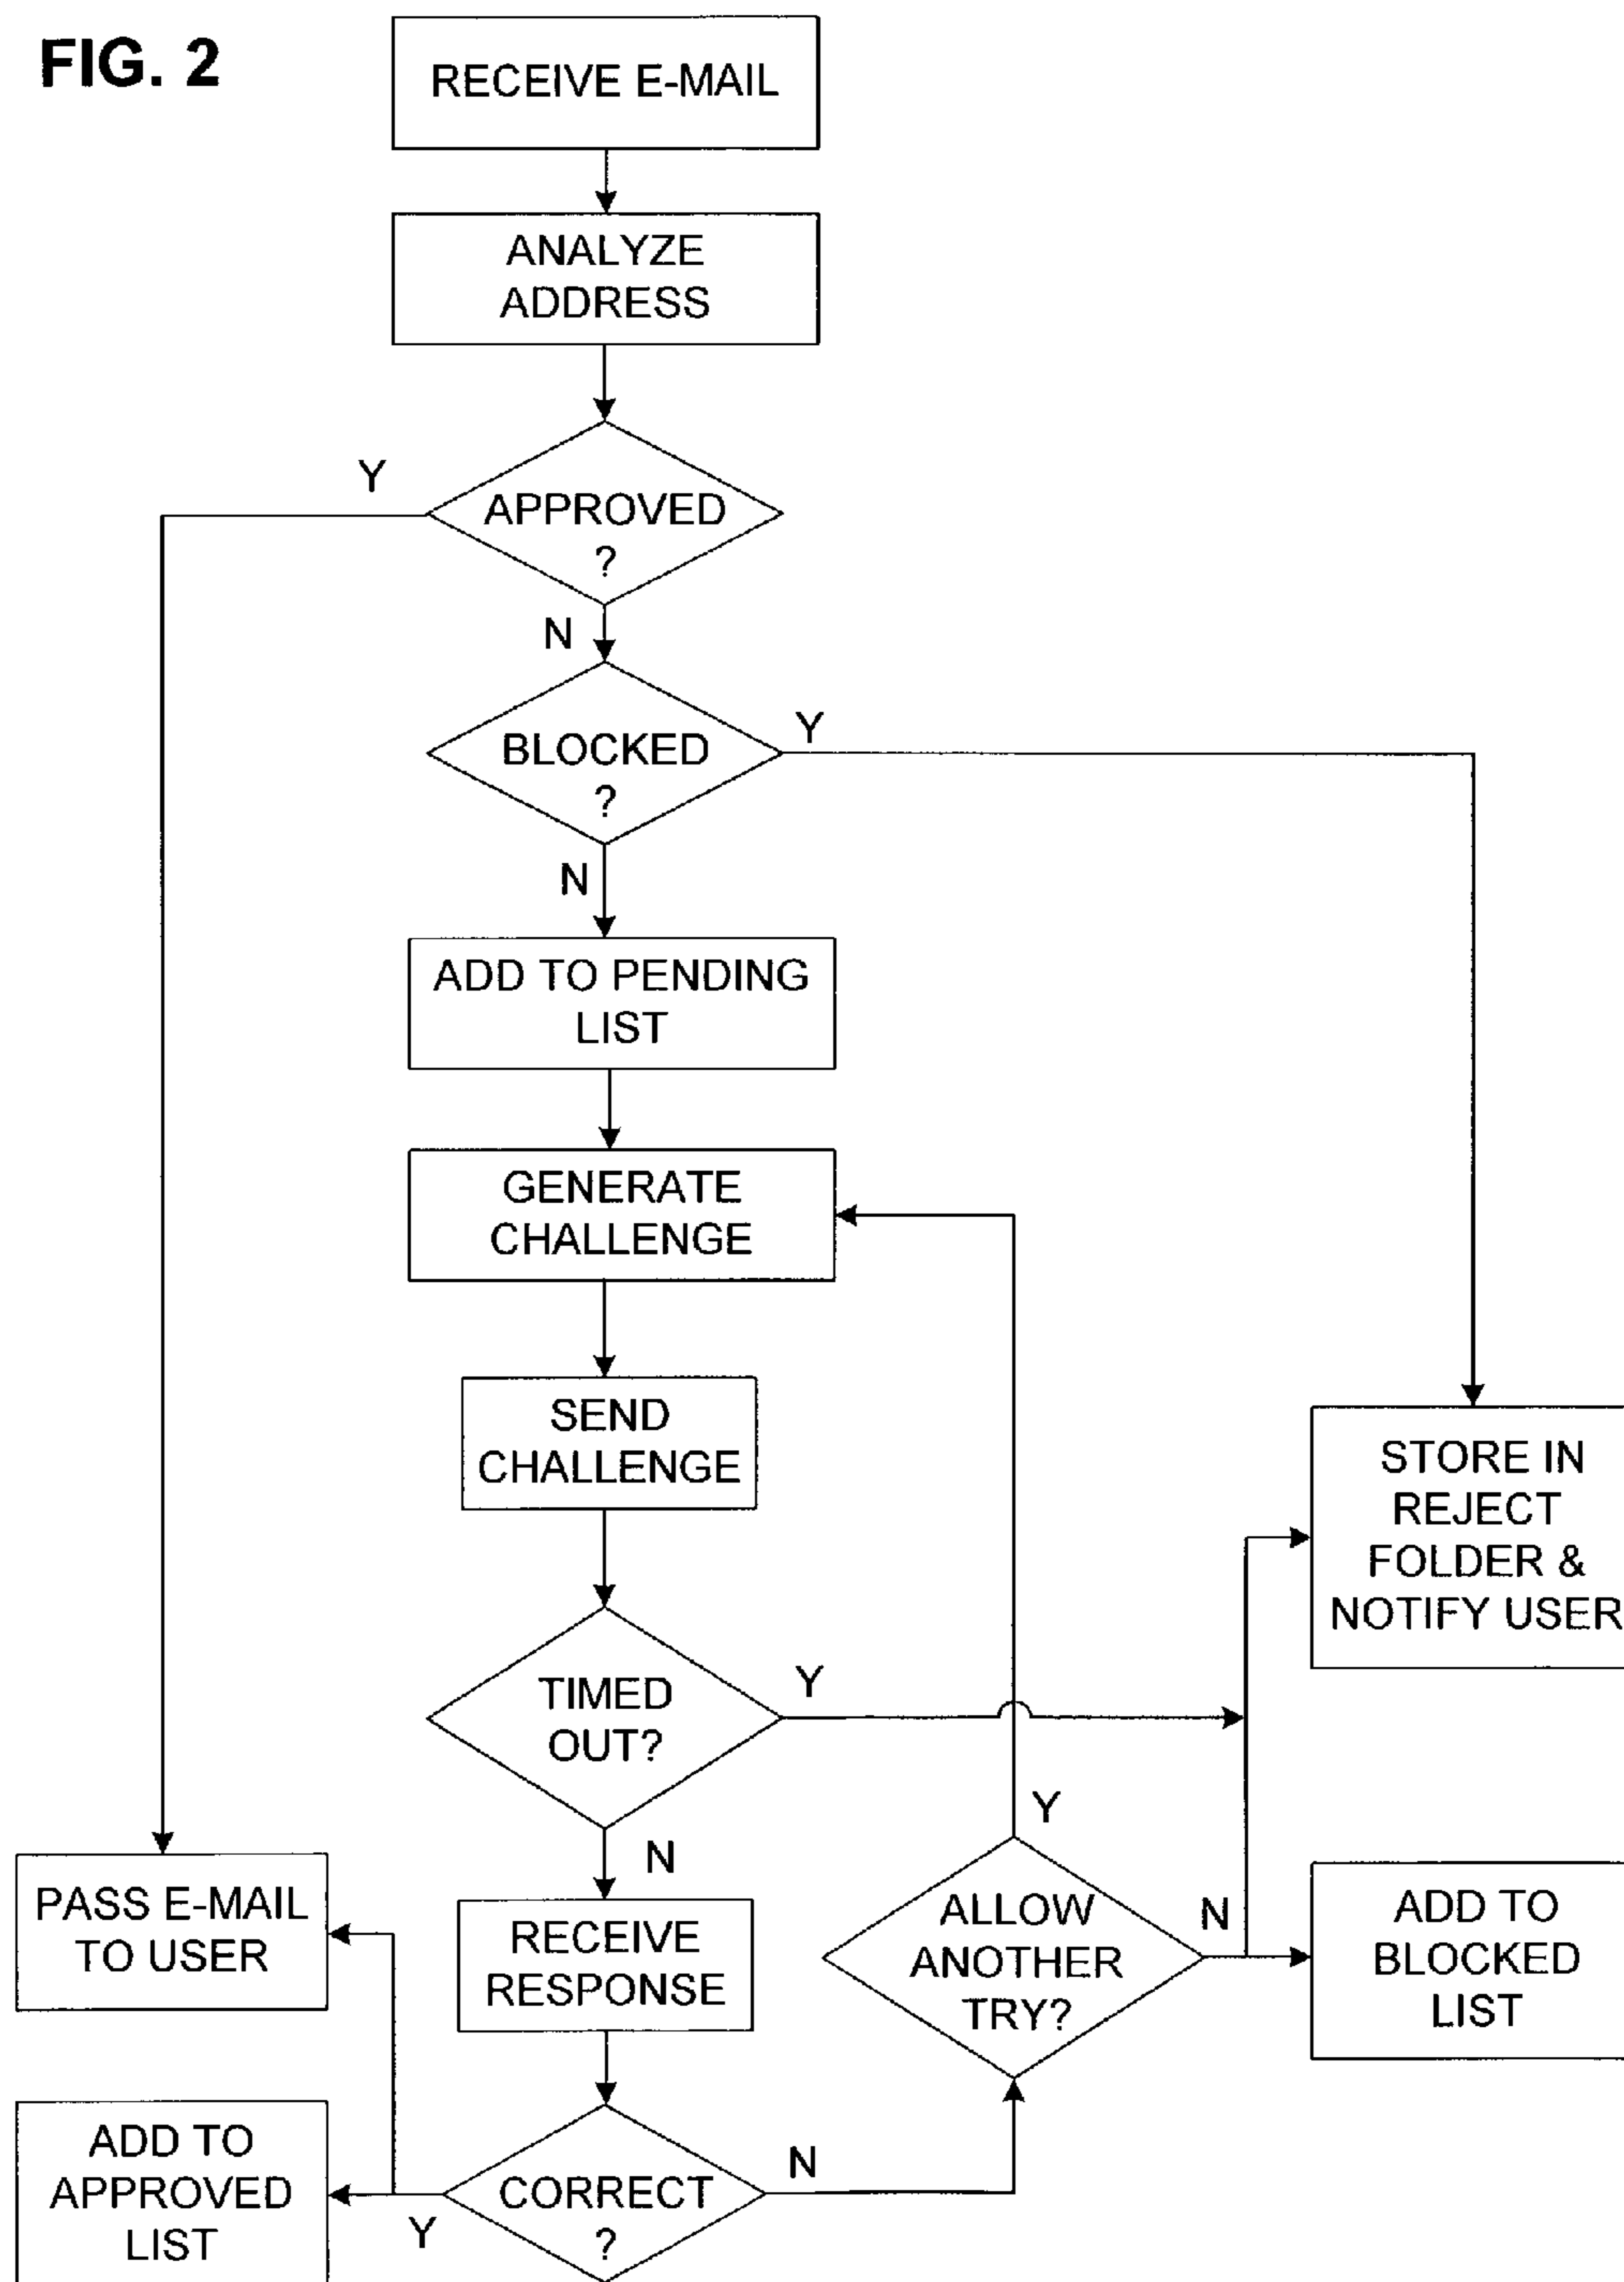 FIG. 2
RECEIVE E-MAIL
ANALYZE
ADDRESS
Y
APPROVED
?
N
BLOCKED
?
Y
N
ADD TO PENDING
LIST
GENERATE
CHALLENGE
SEND
CHALLENGE
STORE IN
REJECT
FOLDER &
NOTIFY USER
TIMED
OUT?
Y
N
Y
PASS E-MAIL
TO USER
RECEIVE
RESPONSE
ALLOW
ANOTHER
TRY?
N
ADD TO
BLOCKED
LIST
ADD TO
APPROVED
LIST
Y
CORRECT
?
N